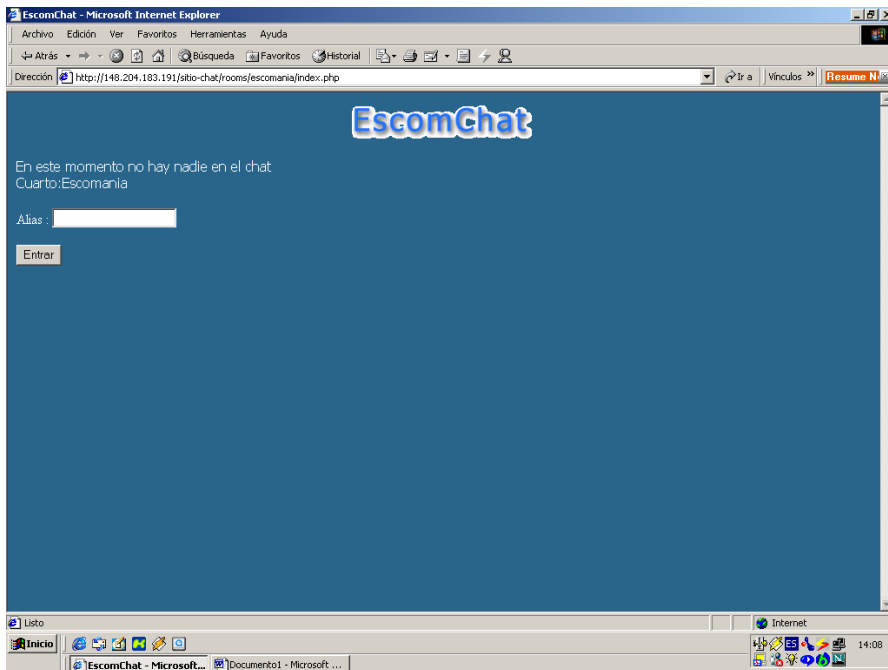 EscomChat - Microsoft Internet Explorer
Archivo Edición Ver Favoritos Herramientas Ayuda
Atrás Búsqueda Favoritos Historial
Dirección http://148.204.183.191/sitio-chat/rooms/escomania/index.php Ir a Vínculos » Resume
EscomChat
En este momento no hay nadie en el chat
Cuarto:Escomania
Alias :
Entrar
Listo Internet
Inicio ES 14:08
EscomChat - Microsoft... Documento1 - Microsoft ...